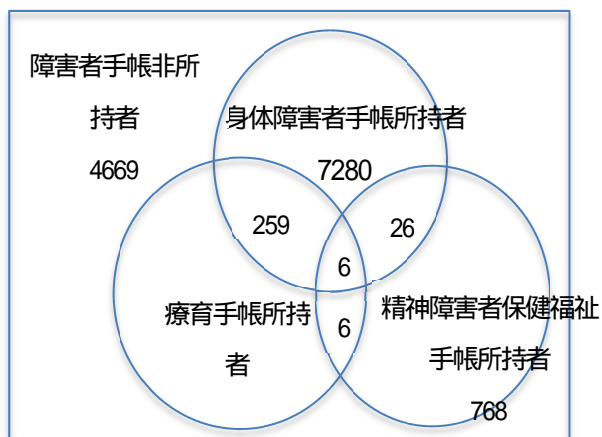 障害者手帳非所
持者
4669
身体障害者手帳所持者
7280
259
26
6
療育手帳所持
者
6
精神障害者保健福祉
手帳所持者
768